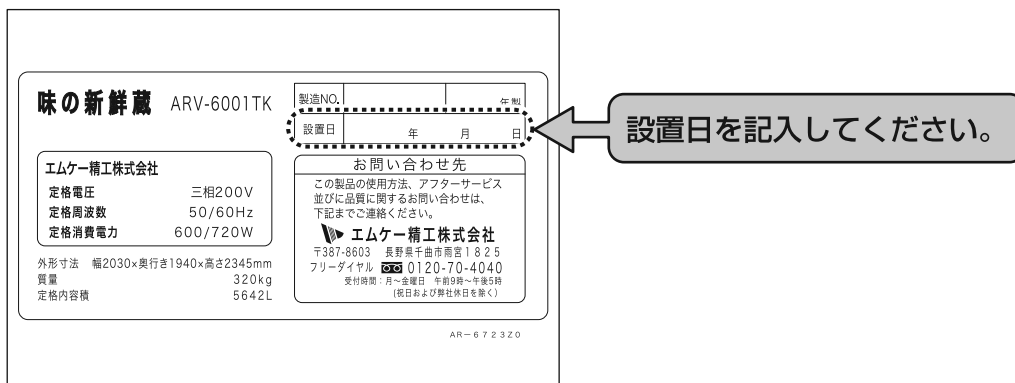 味の新鮮蔵 ARV-6001TK
製造NO. 年製
設置日 年 月 日
設置日を記入してください。
エムケー精工株式会社
定格電圧 三相200V
定格周波数 50/60Hz
定格消費電力 600/720W
外形寸法 幅2030×奥行き1940×高さ2345mm
質量 320kg
定格内容積 5642L
お問い合わせ先
この製品の使用方法、アフターサービス
並びに品質に関するお問い合わせは、
下記までご連絡ください。
エムケー精工株式会社
〒387-8603 長野県千曲市雨宮1825
フリーダイヤル 0120-70-4040
受付時間:月〜金曜日 午前9時〜午後5時
(祝日および弊社休日を除く)
AR-6723Z0